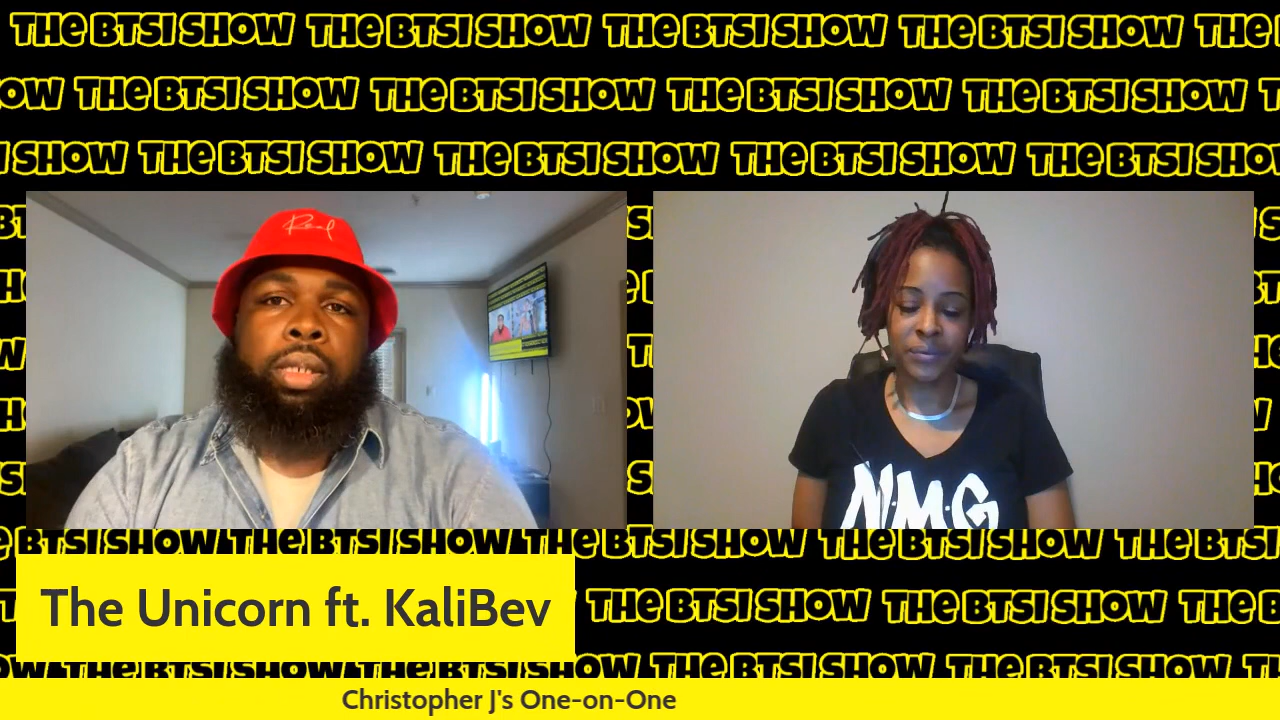 THE BTSI SHOW THE BTSI SHOW THE BTSI SHOW THE BTSI SHOW THE
OW THE BTSI SHOW THE BTSI SHOW THE BTSI SHOW THE BTSI SHOW
SHOW THE BTSI SHOW THE BTSI SHOW THE BTSI SHOW THE BTSI SHOW
Real
N.M.G
BTSI SHOW THE BTSI SHOW THE BTSI SHOW THE BTSI SHOW THE BTSI
The Unicorn ft. KaliBev
THE BTSI SHOW THE BTSI SHOW THE
THE BTSI SHOW THE BTSI SHOW THE BTSI SHOW THE BTSI SHOW
Christopher J's One-on-One